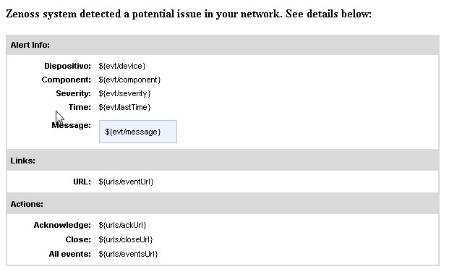 Zenoss system detected a potential issue in your network. See details below:
Alert Info:
Dispositivo: ${evt/device}
Component: ${evt/component}
Severity: ${evt/severity}
Time: ${evt/lastTime}
Message: ${evt/message}
Links:
URL: ${urls/eventUrl}
Actions:
Acknowledge: ${urls/ackUrl}
Close: ${urls/closeUrl}
All events: ${urls/eventsUrl}